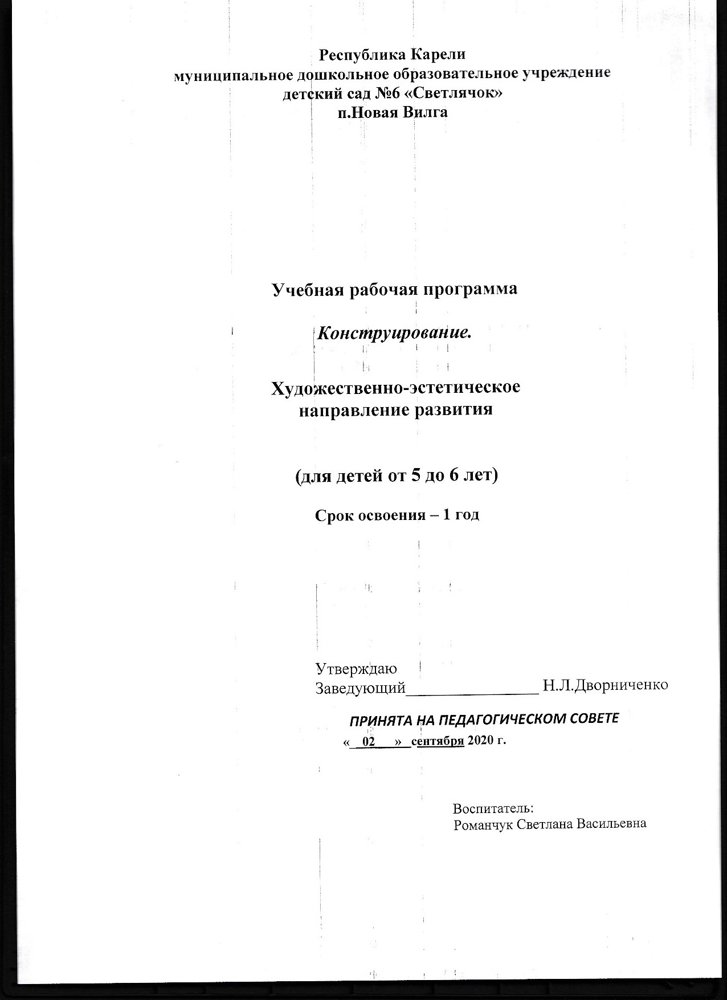 Республика Карели
муниципальное дошкольное образовательное учреждение
детский сад №6 «Светлячок»
п.Новая Вилга
Учебная рабочая программа
Конструирование.
Художественно-эстетическое
направление развития
(для детей от 5 до 6 лет)
Срок освоения – 1 год
Утверждаю
Заведующий_________________ Н.Л.Дворниченко
ПРИНЯТА НА ПЕДАГОГИЧЕСКОМ СОВЕТЕ
«__02___»__сентября 2020 г.
Воспитатель:
Романчук Светлана Васильевна